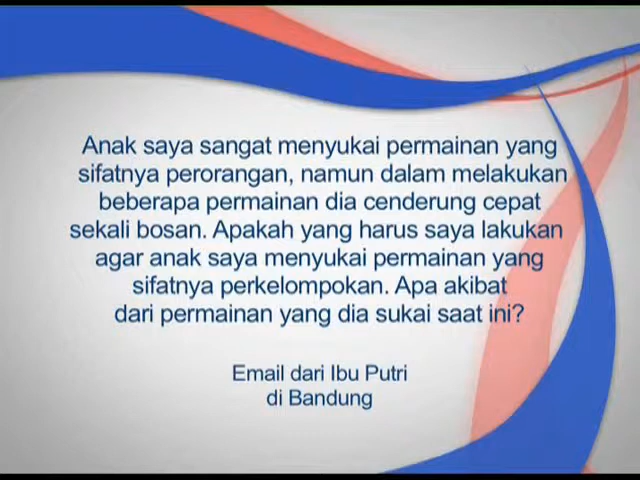 Anak saya sangat menyukai permainan yang
sifatnya perorangan, namun dalam melakukan
beberapa permainan dia cenderung cepat
sekali bosan. Apakah yang harus saya lakukan
agar anak saya menyukai permainan yang
sifatnya perkelompokan. Apa akibat
dari permainan yang dia sukai saat ini?
Email dari Ibu Putri
di Bandung